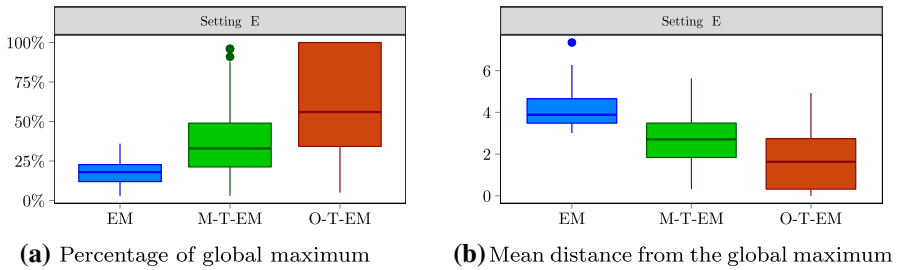 Setting E
100%
75%
50%
25%
0%
EM M-T-EM O-T-EM
(a) Percentage of global maximum
Setting E
6
4
2
0
EM M-T-EM O-T-EM
(b) Mean distance from the global maximum